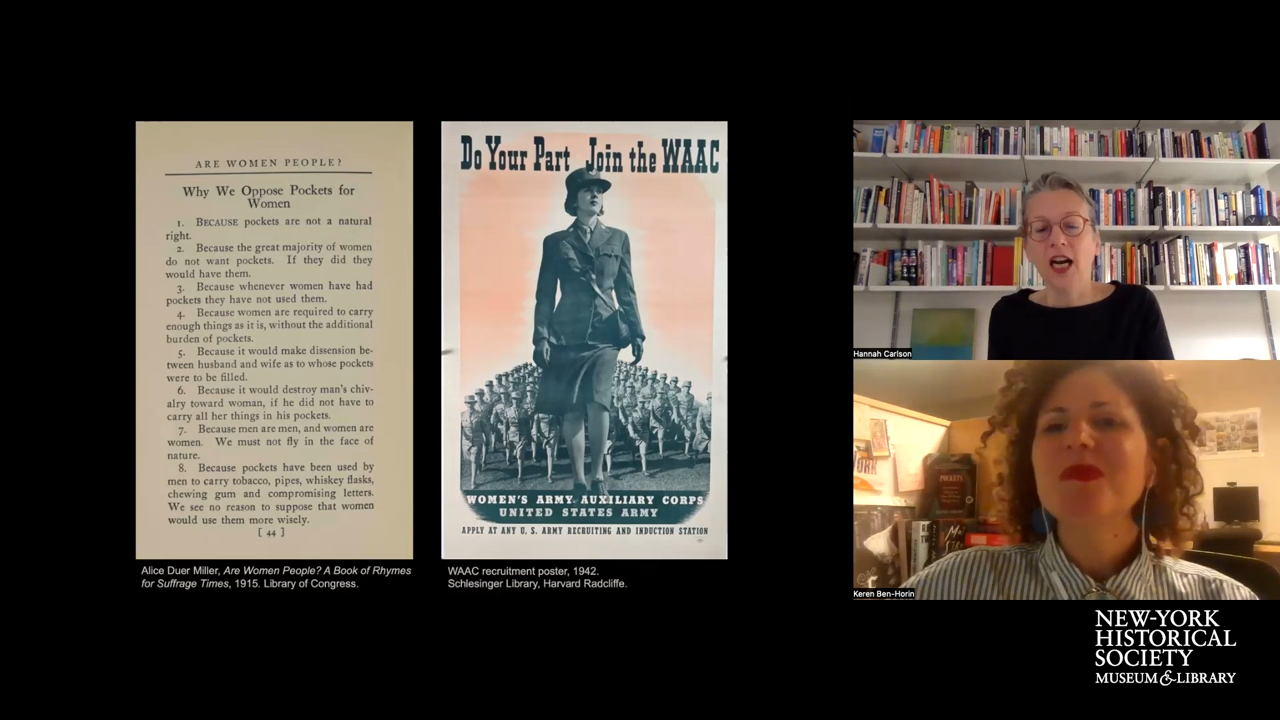 ARE WOMEN PEOPLE?
Why We Oppose Pockets for
Women
1. BECAUSE pockets are not a natural
right.
2. Because the great majority of women
do not want pockets. If they did they
would have them.
3. Because whenever women have had
pockets they have not used them.
4. Because women are required to carry
enough things as it is, without the additional
burden of pockets.
5. Because it would make dissension be-
tween husband and wife as to whose pockets
were to be filled.
6. Because it would destroy man's chiv-
alry toward woman, if he did not have to
carry all her things in his pockets.
7. Because men are men, and women are
women. We must not fly in the face of
nature.
8. Because pockets have been used by
men to carry tobacco, pipes, whiskey flasks,
chewing gum and compromising letters.
We see no reason to suppose that women
would use them more wisely.
[ 44 ]
Alice Duer Miller, Are Women People? A Book of Rhymes
for Suffrage Times, 1915. Library of Congress.
Do Your Part Join the WAAC
WOMEN'S ARMY AUXILIARY CORPS
UNITED STATES ARMY
APPLY AT ANY U. S. ARMY RECRUITING AND INDUCTION STATION
WAAC recruitment poster, 1942.
Schlesinger Library, Harvard Radcliffe.
Hannah Carlson
POCKETS
Keren Ben-Horin
NEW-YORK
HISTORICAL
SOCIETY
MUSEUM & LIBRARY